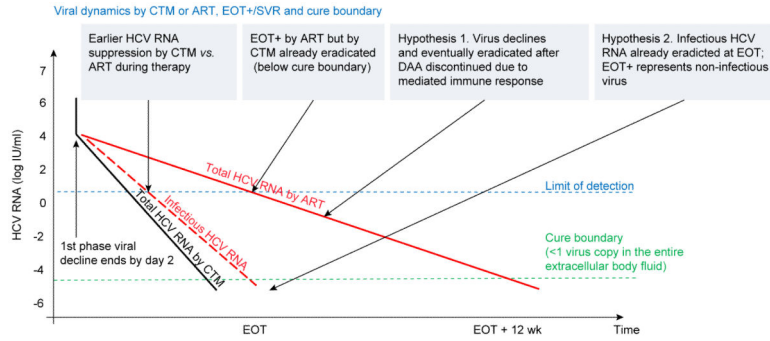 Viral dynamics by CTM or ART, EOT+/SVR and cure boundary
Earlier HCV RNA
suppression by CTM vs.
ART during therapy
EOT+ by ART but by
CTM already eradicated
(below cure boundary)
Hypothesis 1. Virus declines
and eventually eradicated after
DAA discontinued due to
mediated immune response
Hypothesis 2. Infectious HCV
RNA already eradicted at EOT;
EOT+ represents non-infectious
virus
HCV RNA (log IU/ml)
7
6
4
2
0
-2
-4
-6
Total HCV RNA by ART
Infectious HCV RNA
Total HCV RNA by CTM
1st phase viral
decline ends by day 2
Limit of detection
Cure boundary
(<1 virus copy in the entire
extracellular body fluid)
EOT
EOT + 12 wk
Time